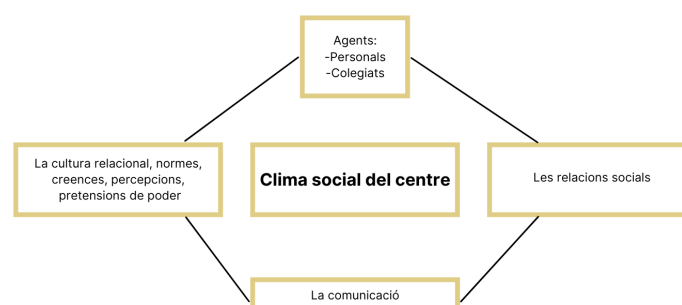 Agents:
-Personals
-Colegiats
La cultura relacional, normes,
creences, percepcions,
pretensions de poder
Clima social del centre
Les relacions socials
La comunicació